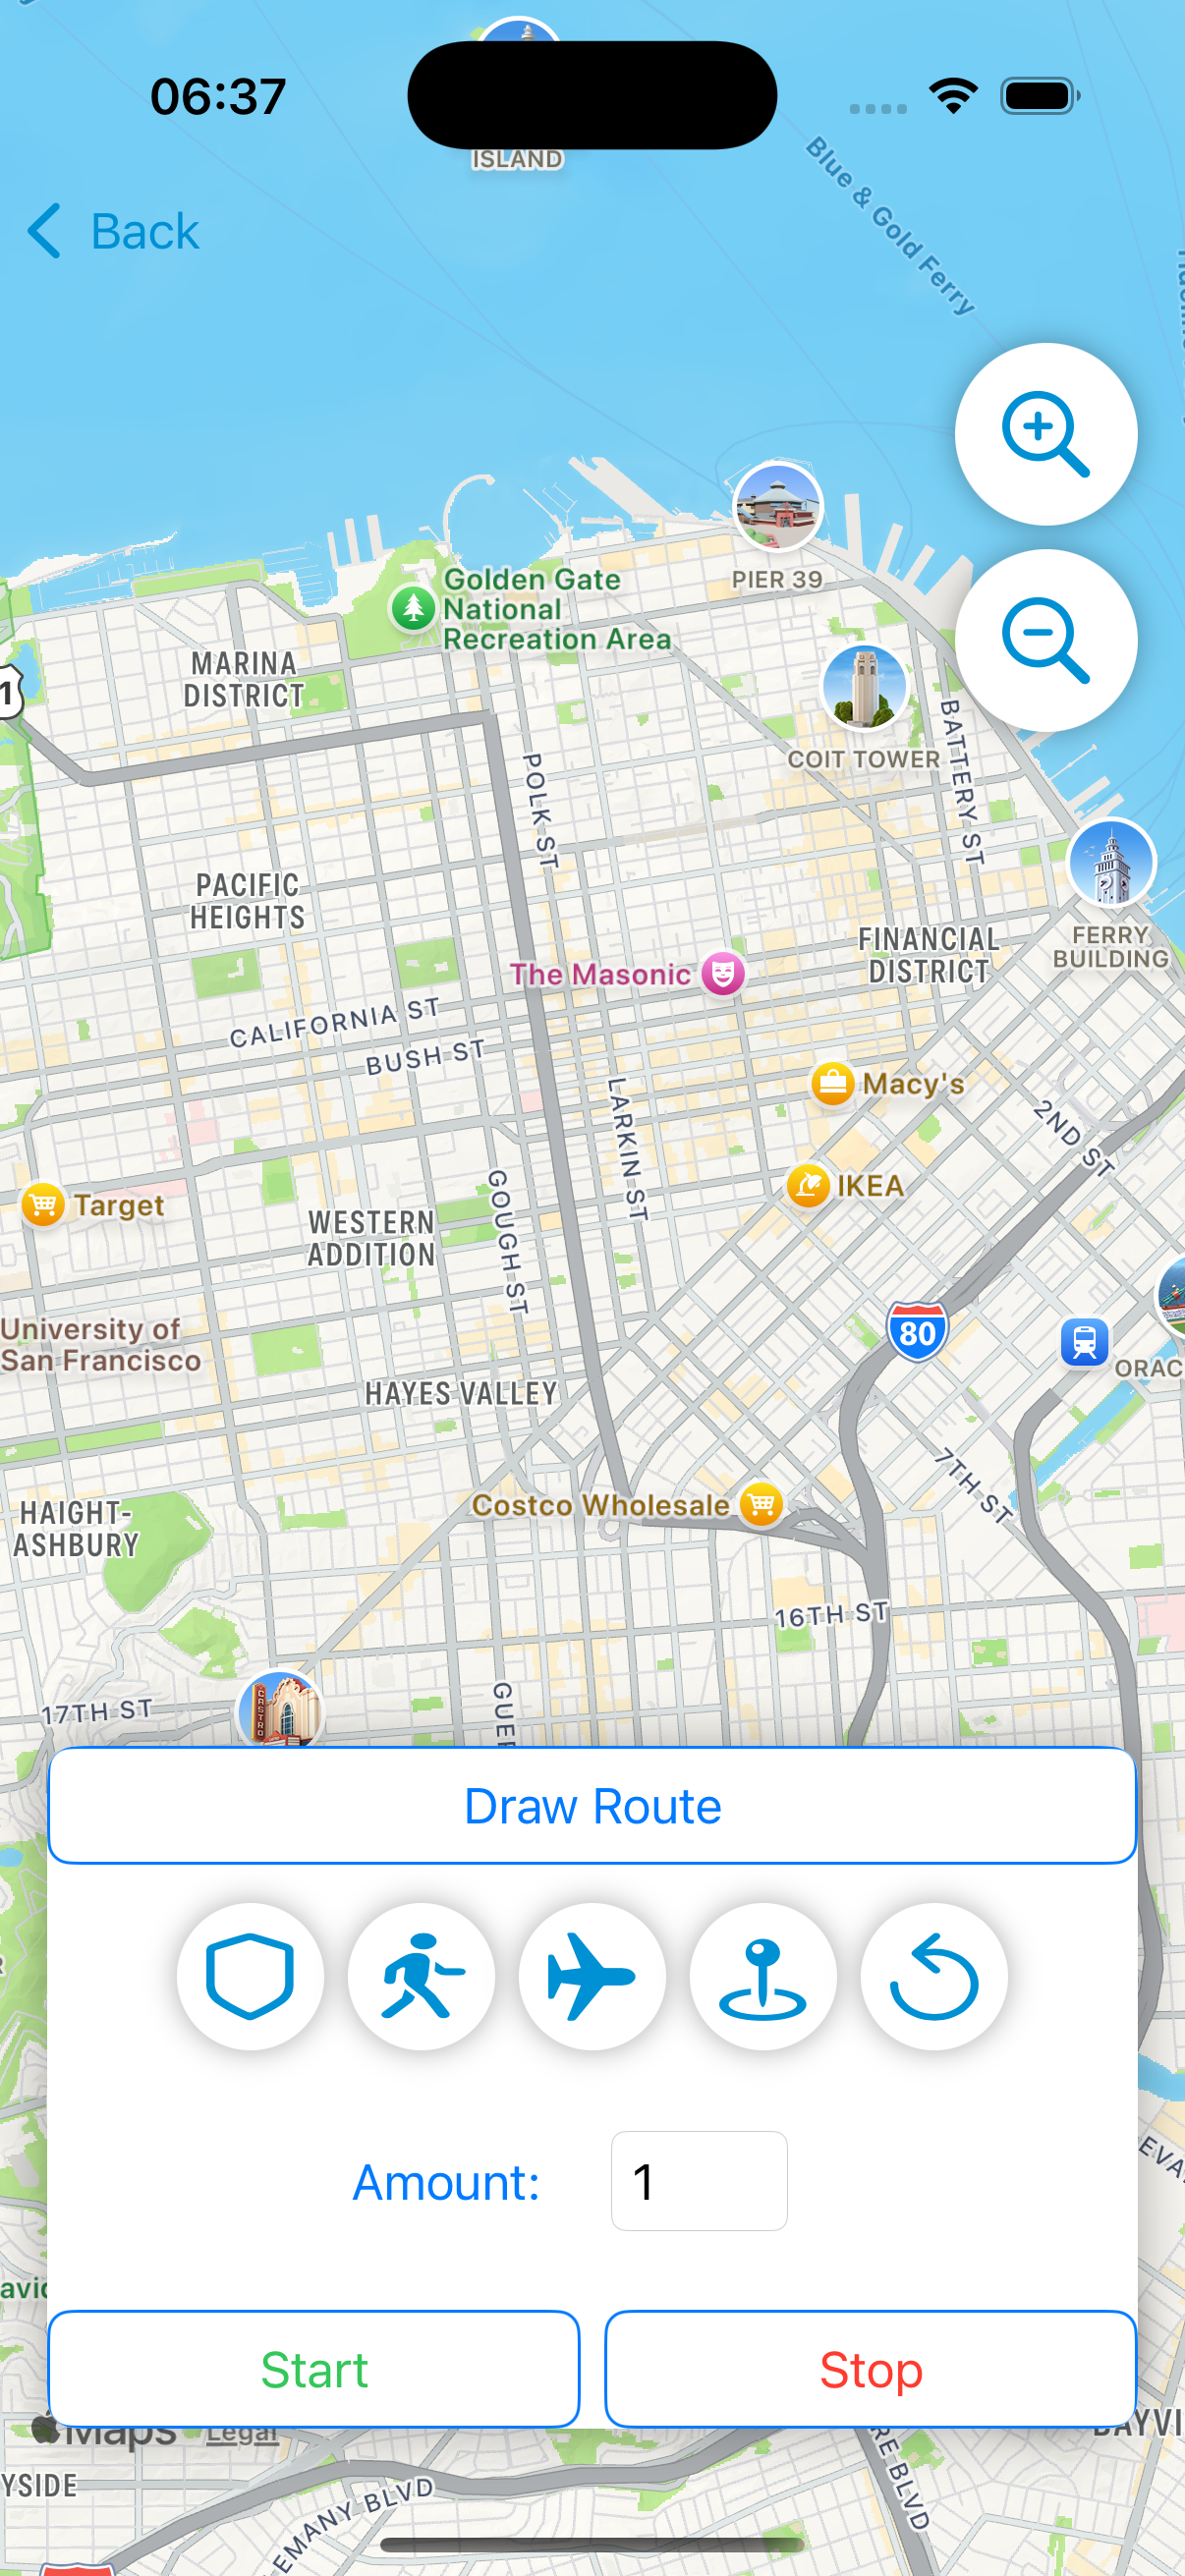 06:37
ISLAND
Blue & Gold Ferry
Back
PIER 39
Golden Gate
National
Recreation Area
MARINA
DISTRICT
1
COIT TOWER
BATTERY ST
POLK ST
PACIFIC
HEIGHTS
FERRY
BUILDING
FINANCIAL
DISTRICT
The Masonic
CALIFORNIA ST
BUSH ST
Macy's
LARKIN ST
2ND ST
IKEA
Target
GOUGH ST
WESTERN
ADDITION
University of
San Francisco
80
ORAC
HAYES VALLEY
7TH ST
Costco Wholesale
HAIGHT-
ASHBURY
16TH ST
17TH ST
CASTRO
GUER
Draw Route
Amount:
1
EVA
avid
Start
Stop
Maps
Legal
BAYVI
YSIDE
EMANY BLVD
RE BLVD